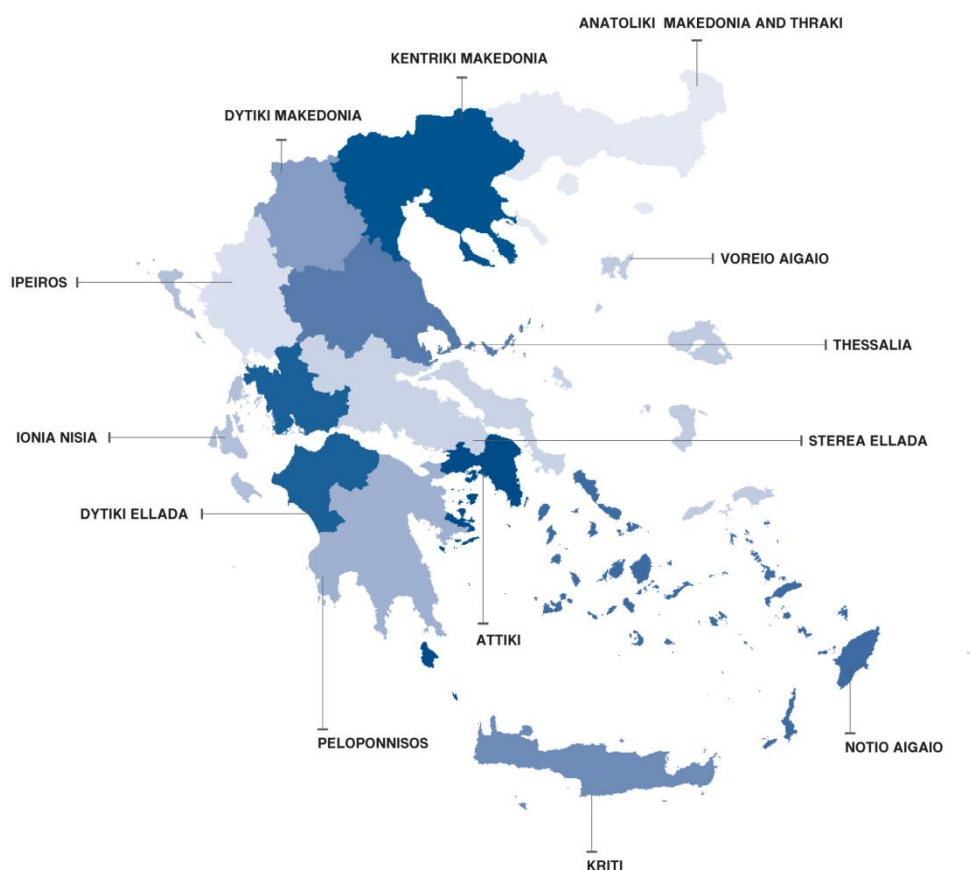 ANATOLIKI MAKEDONIA AND THRAKI
KENTRIKI MAKEDONIA
DYTIKI MAKEDONIA
VOREIO AIGAIO
IPEIROS
THESSALIA
IONIA NISIA
STEREA ELLADA
DYTIKI ELLADA
ATTIKI
PELOPONNISOS
NOTIO AIGAIO
KRITI